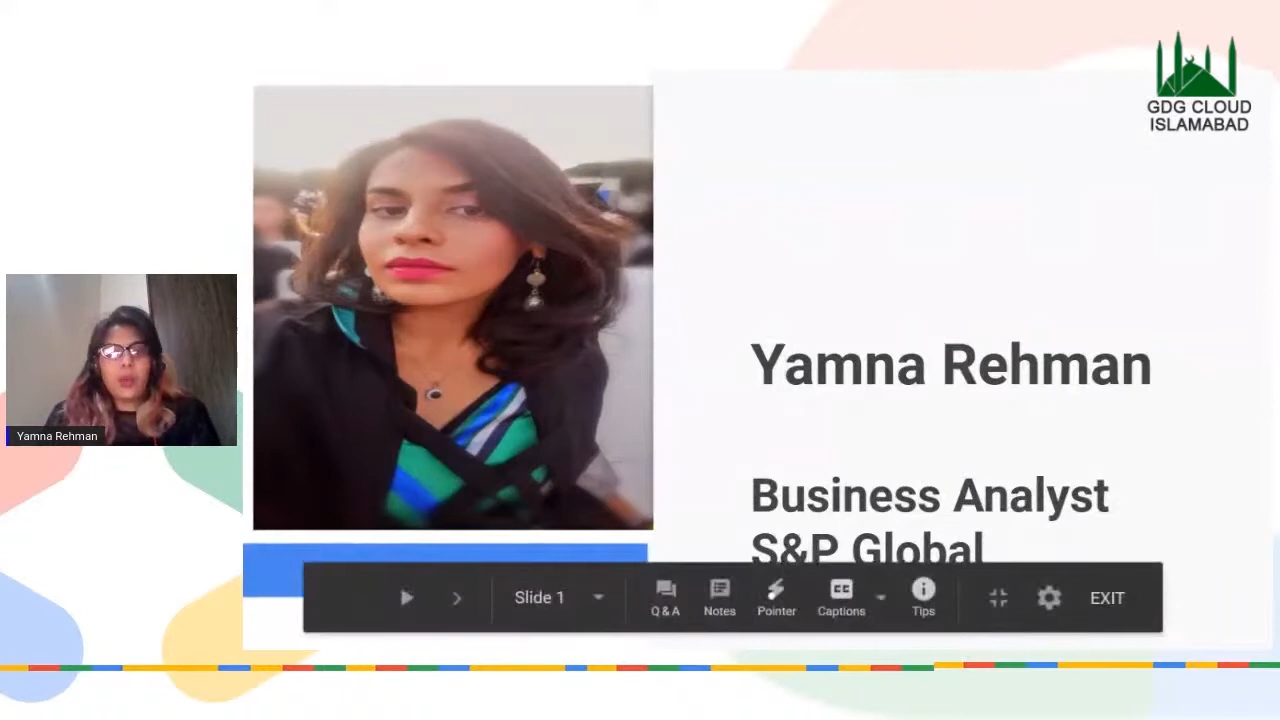 GDG CLOUD
ISLAMABAD
Yamna Rehman
Yamna Rehman
Business Analyst
S&P Global
Slide 1
Q & A
Notes
Pointer
Captions
Tips
EXIT